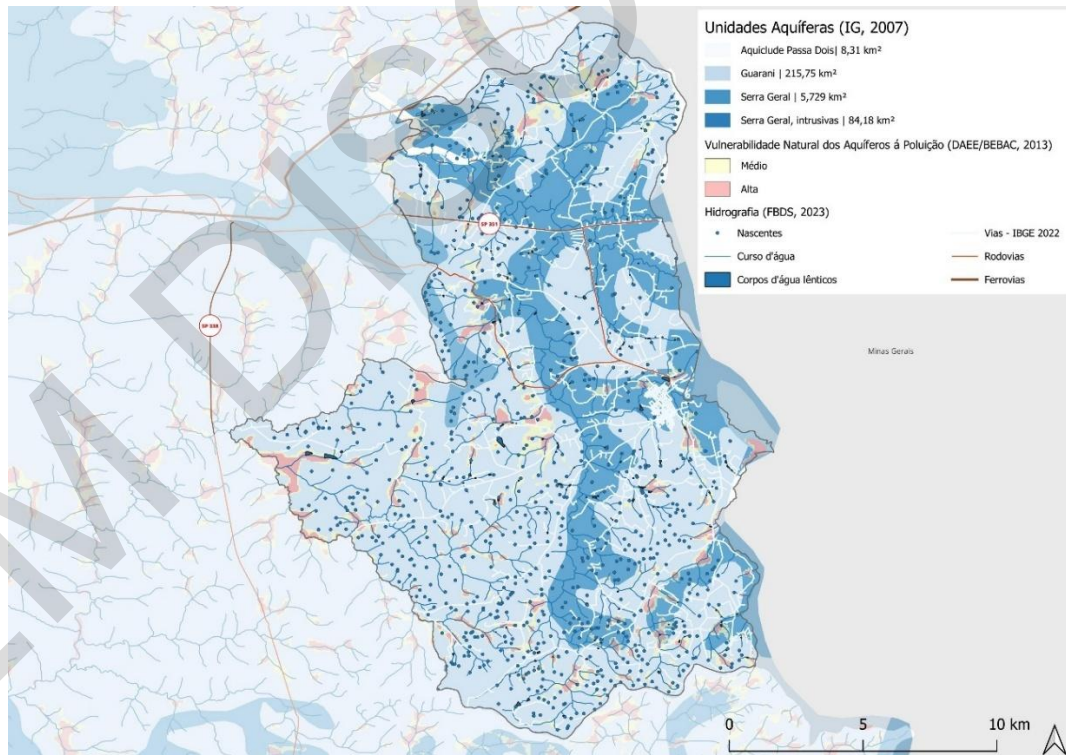 Unidades Aquíferas (IG, 2007)
Aquiclude Passa Dois| 8,31 km²
Guarani | 215,75 km²
Serra Geral | 5,729 km²
Serra Geral, intrusivas | 84,18 km²
Vulnerabilidade Natural dos Aquíferos á Poluição (DAEE/BEBAC, 2013)
Médio
Alta
Hidrografia (FBDS, 2023)
Nascentes
Curso d'água
Corpos d'água lênticos
Vias - IBGE 2022
Rodovias
Ferrovias
SP 351
SP 338
Minas Gerais
EM DISC
0 5 10 km